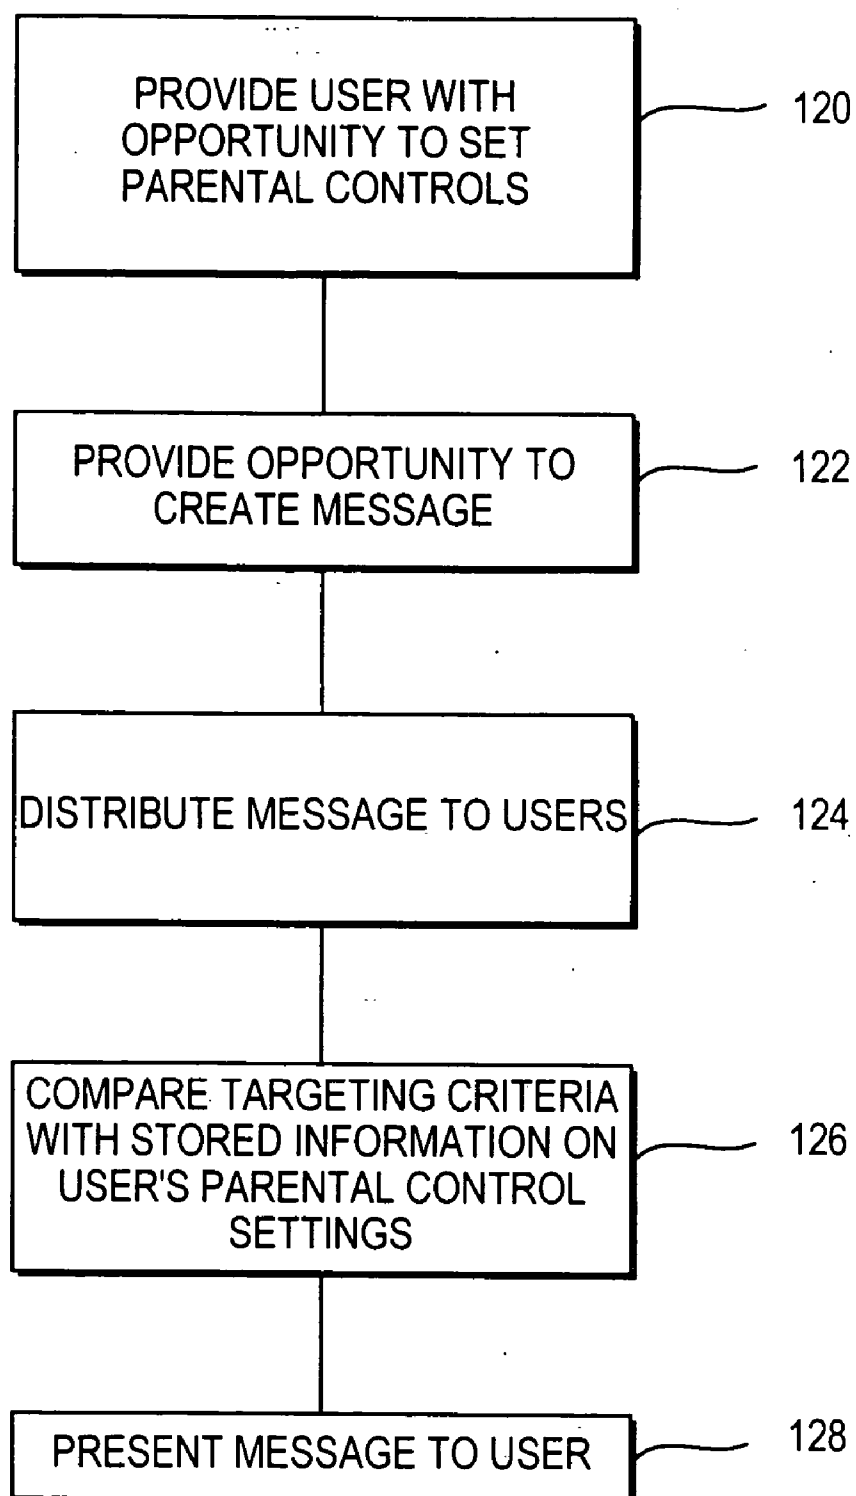 PROVIDE USER WITH
OPPORTUNITY TO SET
PARENTAL CONTROLS
120
PROVIDE OPPORTUNITY TO
CREATE MESSAGE
122
DISTRIBUTE MESSAGE TO USERS
124
COMPARE TARGETING CRITERIA
WITH STORED INFORMATION ON
USER'S PARENTAL CONTROL
SETTINGS
126
PRESENT MESSAGE TO USER
128